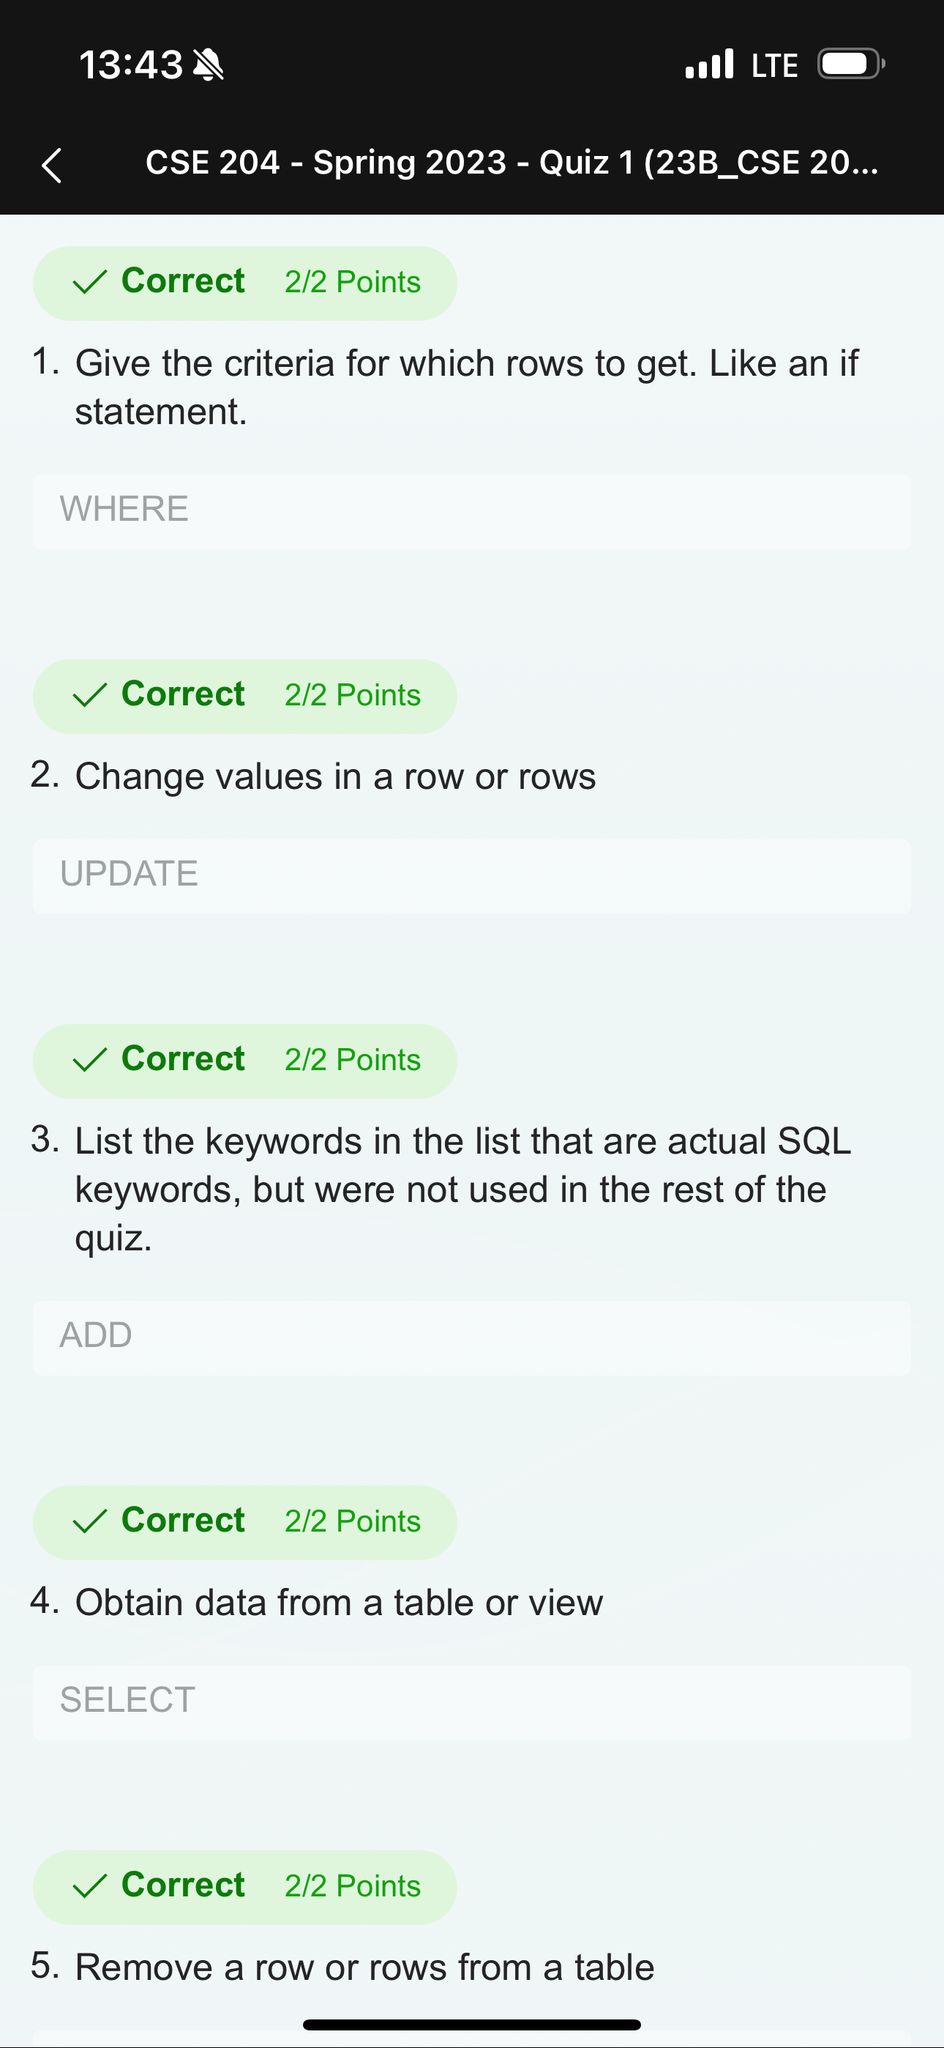 13:43
LTE
CSE 204 - Spring 2023 - Quiz 1 (23B_CSE 20...
Correct 2/2 Points
1. Give the criteria for which rows to get. Like an if
statement.
WHERE
Correct 2/2 Points
2. Change values in a row or rows
UPDATE
Correct 2/2 Points
3. List the keywords in the list that are actual SQL
keywords, but were not used in the rest of the
quiz.
ADD
Correct 2/2 Points
4. Obtain data from a table or view
SELECT
Correct 2/2 Points
5. Remove a row or rows from a table